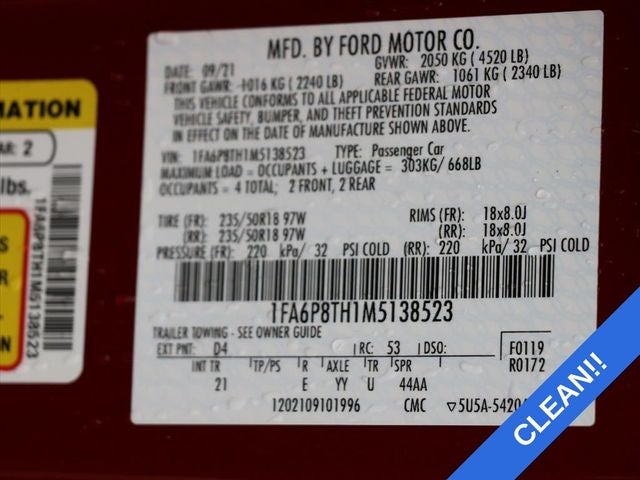 MFD. BY FORD MOTOR CO.
DATE: 09/21 GVWR: 2050 KG ( 4520 LB)
FRONT GAWR: 1016 KG ( 2240 LB) REAR GAWR: 1061 KG ( 2340 LB)
THIS VEHICLE CONFORMS TO ALL APPLICABLE FEDERAL MOTOR
VEHICLE SAFETY, BUMPER, AND THEFT PREVENTION STANDARDS
IN EFFECT ON THE DATE OF MANUFACTURE SHOWN ABOVE.
VIN: 1FA6P8TH1M5138523 TYPE: Passenger Car
MAXIMUM LOAD = OCCUPANTS + LUGGAGE = 303KG/ 668LB
OCCUPANTS = 4 TOTAL; 2 FRONT, 2 REAR
TIRE (FR): 235/50R18 97W RIMS (FR): 18x8.0J
(RR): 235/50R18 97W (RR): 18x8.0J
PRESSURE (FR): 220 kPa/ 32 PSI COLD (RR): 220 kPa/ 32 PSI COLD
1FA6P8TH1M5138523
TRAILER TOWING - SEE OWNER GUIDE
EXT PNT: D4 RC: 53 DSO: F0119
R0172
INT TR TP/PS R AXLE TR SPR
21 E YY U 44AA
1202109101996 CMC ▽5U5A-5420
MATION
AR: 2
lbs.
S
R
IN
1FA6P8TH1M5138523
CLEAN!!